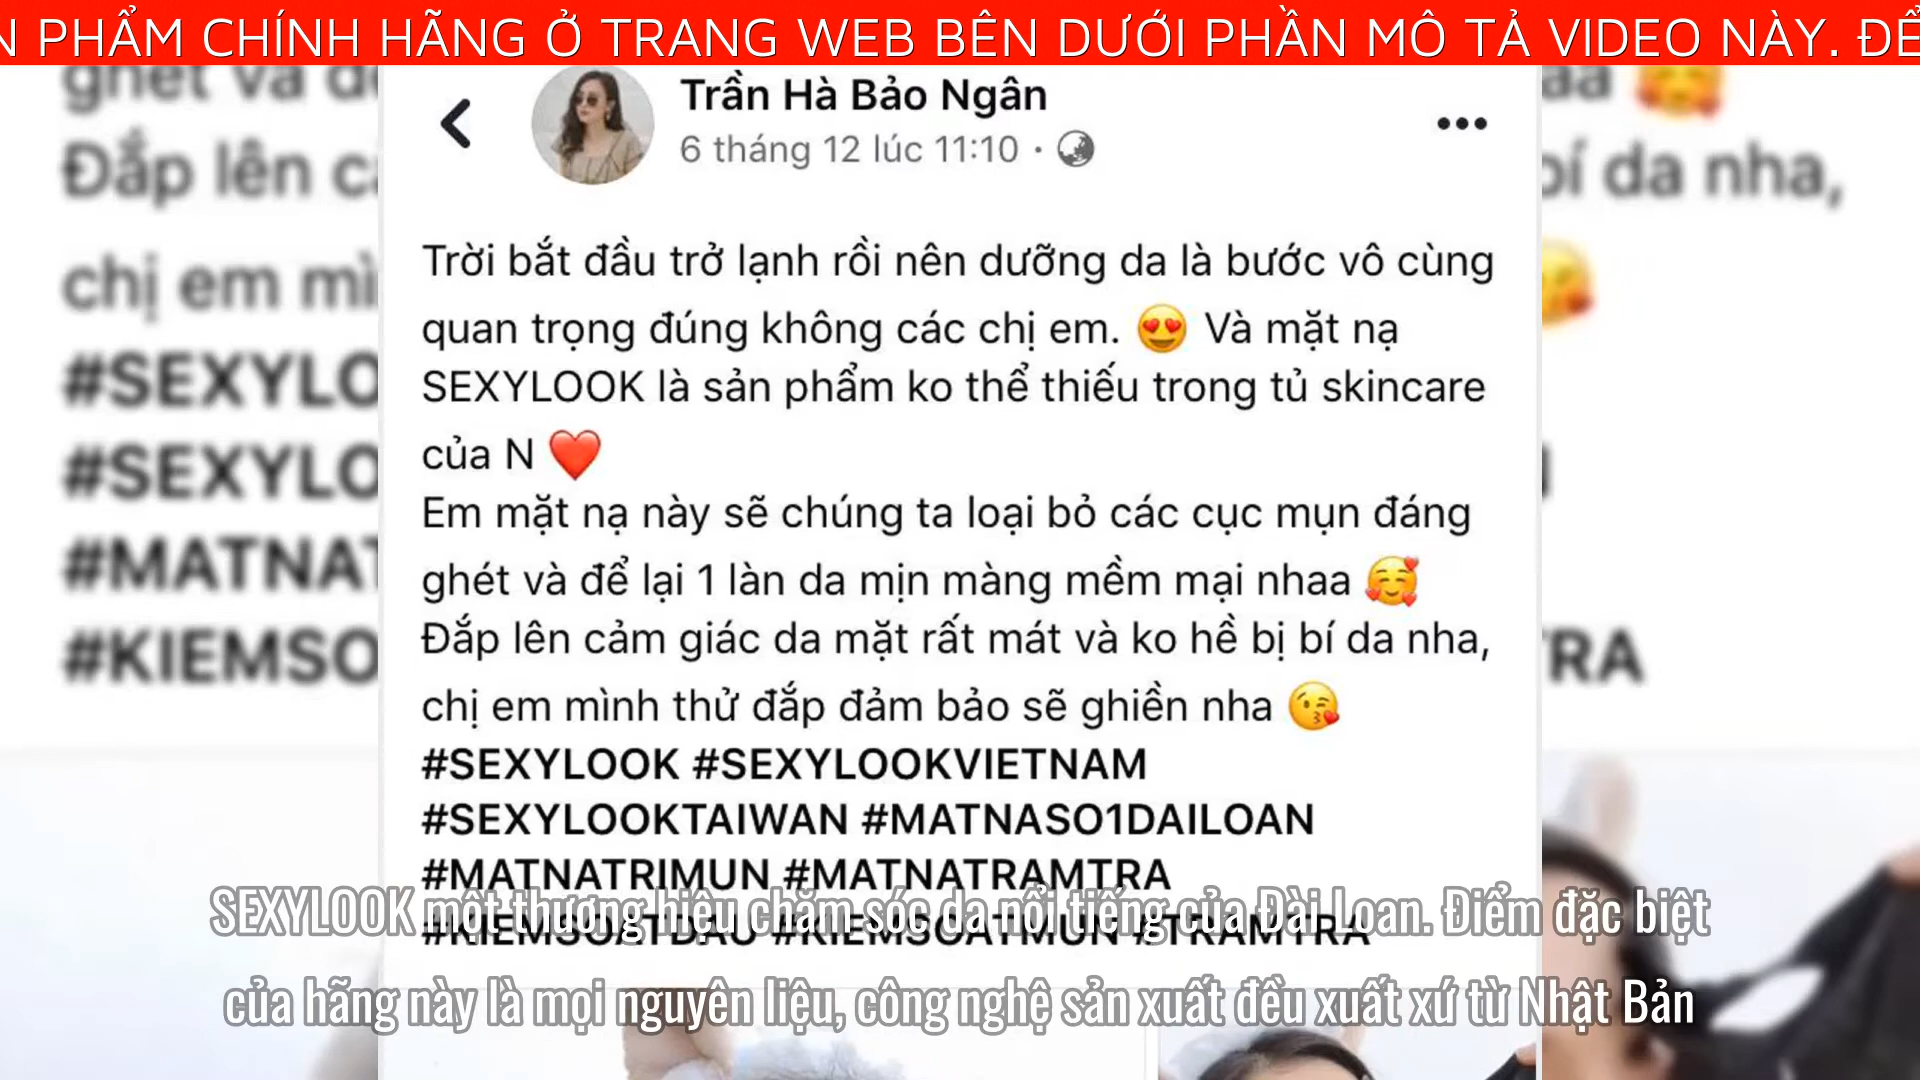 N PHẨM CHÍNH HÃNG Ở TRANG WEB BÊN DƯỚI PHẦN MÔ TẢ VIDEO NÀY. ĐỂ
Trần Hà Bảo Ngân
6 tháng 12 lúc 11:10 ·
Trời bắt đầu trở lạnh rồi nên dưỡng da là bước vô cùng
quan trọng đúng không các chị em. 😍 Và mặt nạ
SEXYLOOK là sản phẩm ko thể thiếu trong tủ skincare
của N ❤️
Em mặt nạ này sẽ chúng ta loại bỏ các cục mụn đáng
ghét và để lại 1 làn da mịn màng mềm mại nhaa 🥰
Đắp lên cảm giác da mặt rất mát và ko hề bị bí da nha,
chị em mình thử đắp đảm bảo sẽ ghiền nha 😘
#SEXYLOOK #SEXYLOOKVIETNAM
#SEXYLOOKTAIWAN #MATNASO1DAILOAN
#MATNATRIMUN #MATNATRAMTRA
#KIEMSOATDAU #KIEMSOATMUN #TRAMTRA
SEXYLOOK một thương hiệu chăm sóc da nổi tiếng của Đài Loan. Điểm đặc biệt
của hãng này là mọi nguyên liệu, công nghệ sản xuất đều xuất xứ từ Nhật Bản